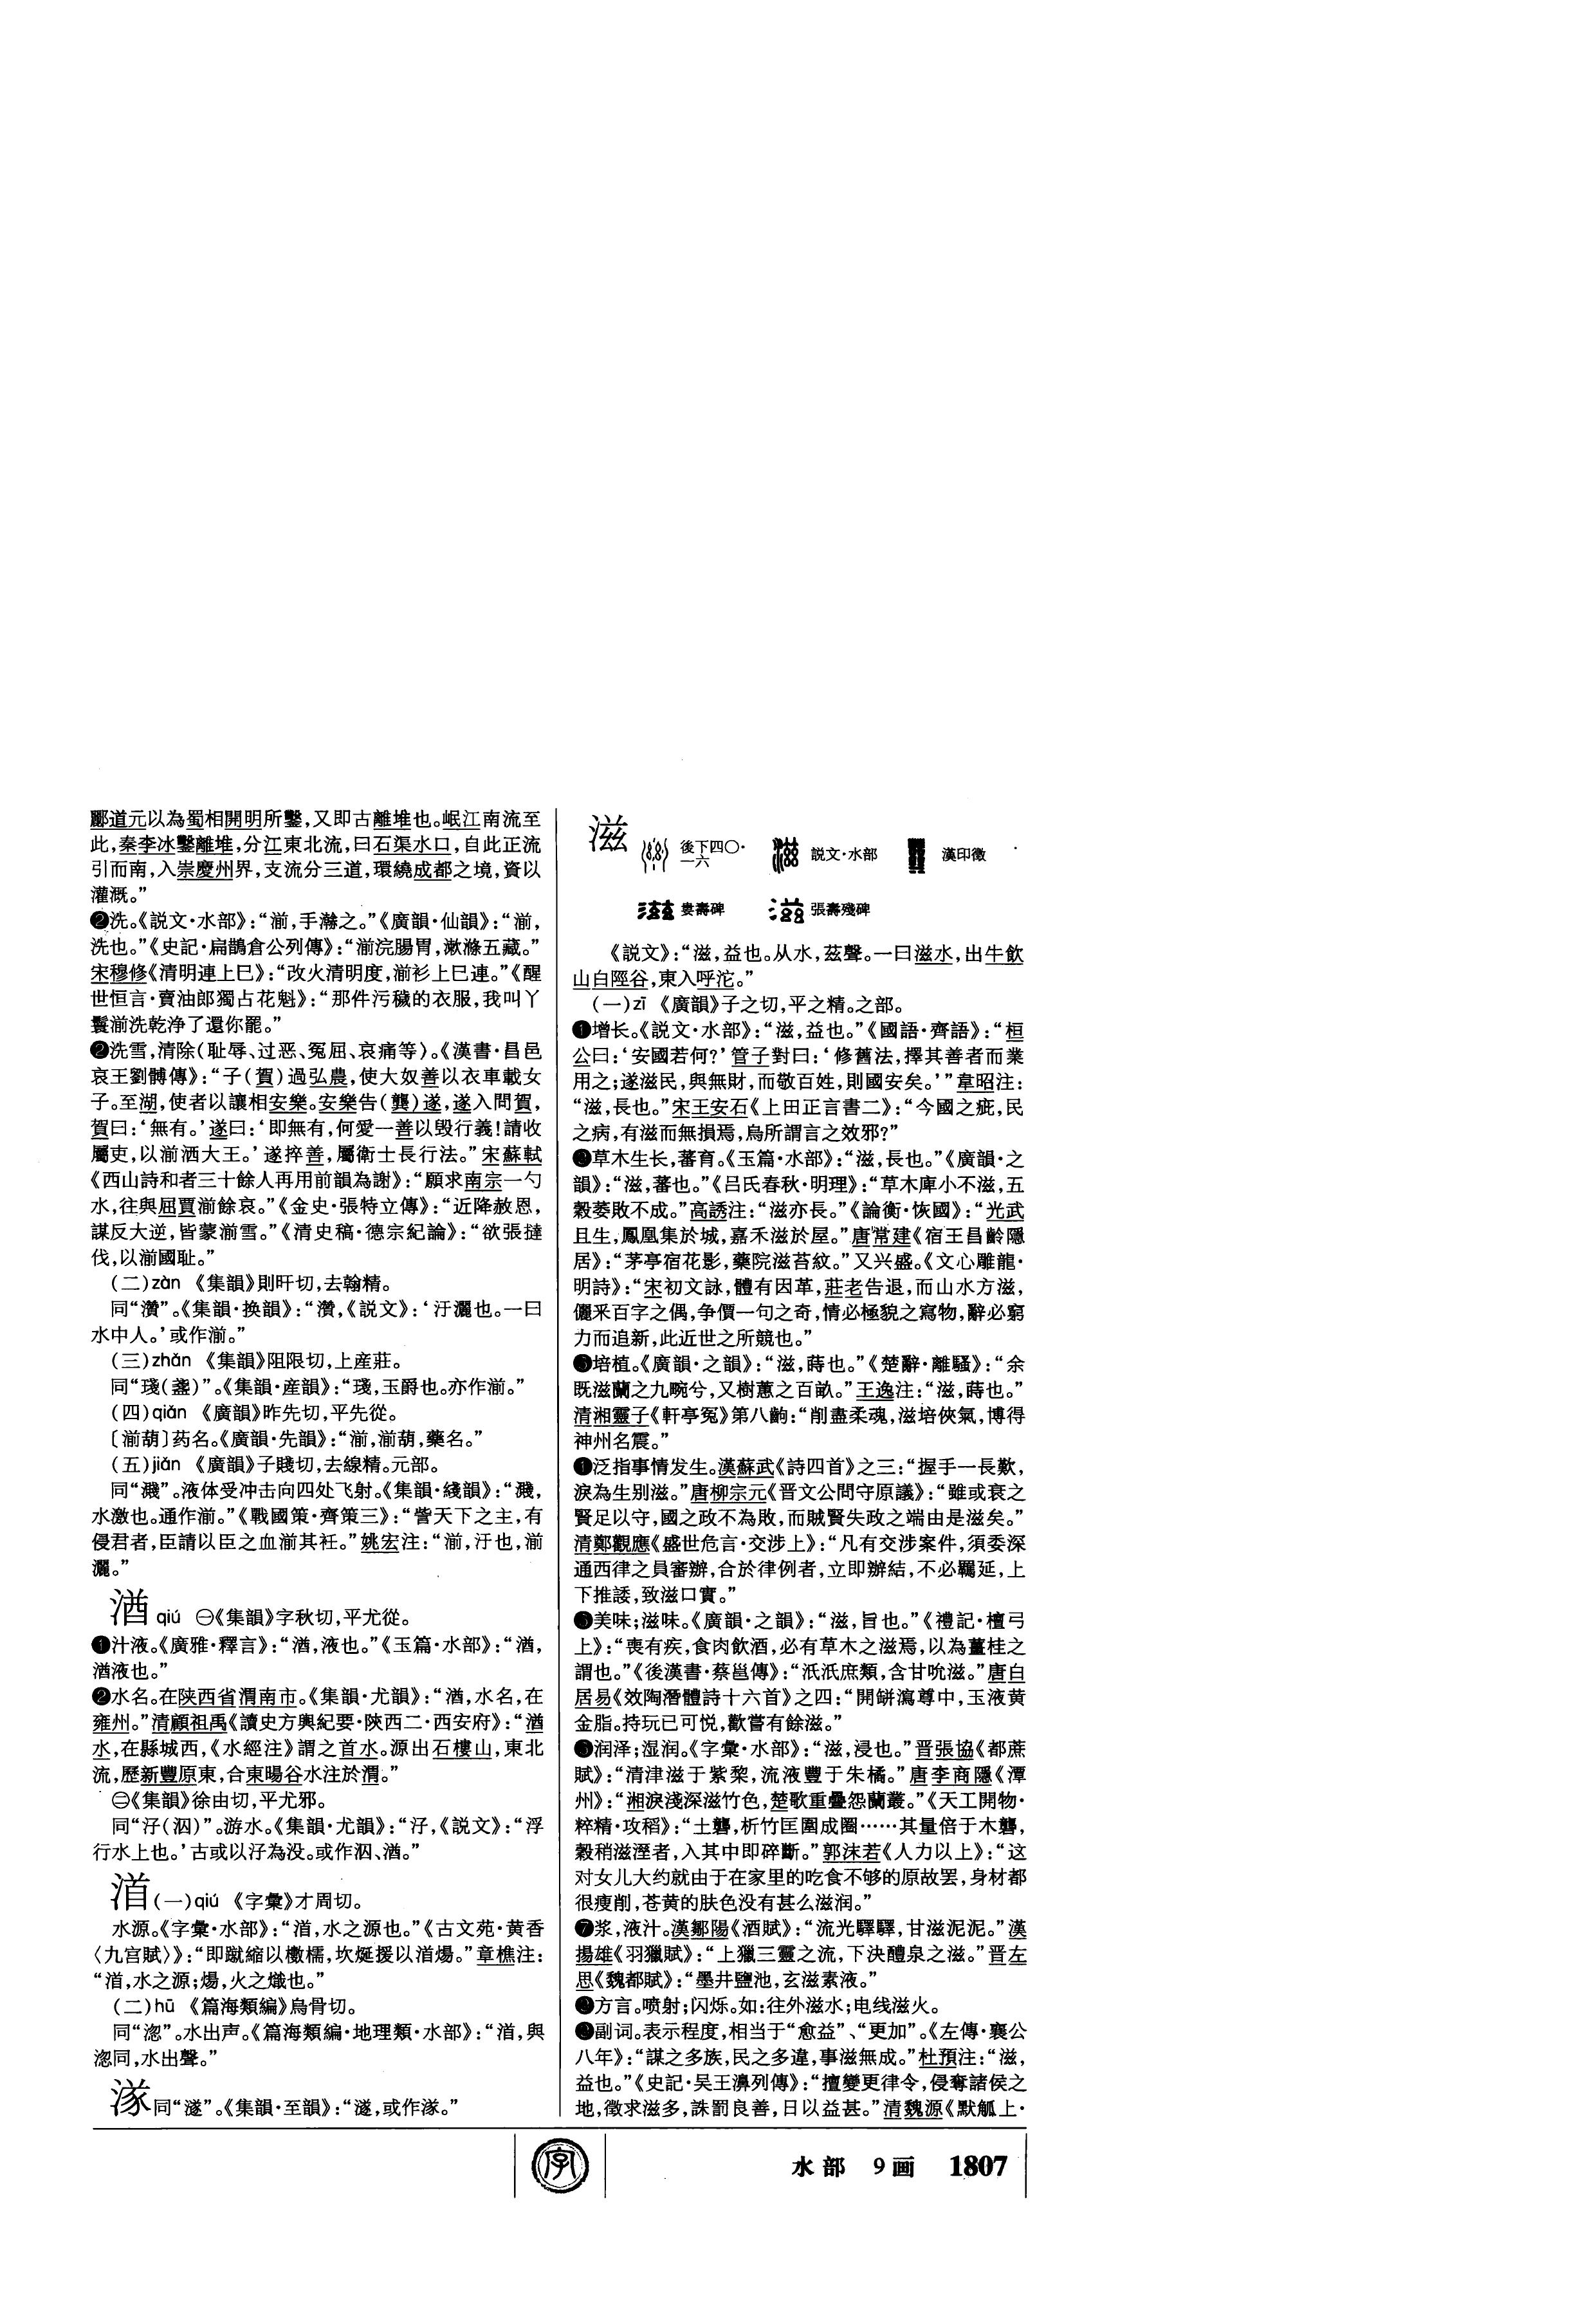 酈道元以為蜀相開明所鑿,又即古離堆也。岷江南流至
此,秦李冰鑿離堆,分江東北流,曰石渠水口,自此正流
引而南,入崇慶州界,支流分三道,環繞成都之境,資以
灌溉。”
❷洗。《説文·水部》:“湔,手瀚之。”《廣韻·仙韻》:“湔,
洗也。”《史記·扁鵲倉公列傳》:“湔浣腸胃,漱滌五藏。”
宋穆修《清明連上巳》:“改火清明度,湔衫上巳連。”《醒
世恒言·賣油郎獨占花魁》:“那件污穢的衣服,我叫丫
鬟湔洗乾净了還你罷。”
❷洗雪,清除(耻辱、过恶、冤屈、哀痛等)。《漢書·昌邑
哀王劉髆傳》:“子(賀)過弘農,使大奴善以衣車載女
子。至湖,使者以讓相安樂。安樂告(龔)遂,遂入問賀,
賀曰:‘無有。’遂曰:‘即無有,何愛一善以毁行義!請收
屬吏,以湔洒大王。’遂捽善,屬衛士長行法。”宋蘇軾
《西山詩和者三十餘人再用前韻為謝》:“願求南宗一勺
水,往與屈賈湔餘哀。”《金史·張特立傳》:“近降赦恩,
謀反大逆,皆蒙湔雪。”《清史稿·德宗紀論》:“欲張撻
伐,以湔國耻。”
(二)zàn 《集韻》則旰切,去翰精。
同“灒”。《集韻·换韻》:“灒,《説文》:‘汙灑也。一曰
水中人。’或作湔。”
(三)zhǎn 《集韻》阻限切,上産莊。
同“琖(盞)”。《集韻·産韻》:“琖,玉爵也。亦作湔。”
(四)qiǎn 《廣韻》昨先切,平先從。
〔湔葫〕药名。《廣韻·先韻》:“湔,湔葫,藥名。”
(五)jiǎn 《廣韻》子賤切,去線精。元部。
同“濺”。液体受冲击向四处飞射。《集韻·綫韻》:“濺,
水激也。通作湔。”《戰國策·齊策三》:“訾天下之主,有
侵君者,臣請以臣之血湔其衽。”姚宏注:“湔,汙也,湔
灑。”
湭 qiú ㊀《集韻》字秋切,平尤從。
❶汁液。《廣雅·釋言》:“湭,液也。”《玉篇·水部》:“湭,
湭液也。”
❷水名。在陕西省渭南市。《集韻·尤韻》:“湭,水名,在
雍州。”清顧祖禹《讀史方輿紀要·陝西二·西安府》:“湭
水,在縣城西,《水經注》謂之首水。源出石樓山,東北
流,歷新豐原東,合東暘谷水注於渭。”
㊁《集韻》徐由切,平尤邪。
同“汓(泅)”。游水。《集韻·尤韻》:“汓,《説文》:“浮
行水上也。’古或以汓為没。或作泅、湭。”
渞(一)qiú 《字彙》才周切。
水源。《字彙·水部》:“渞,水之源也。”《古文苑·黄香
〈九宫賦〉》:“即蹴縮以檄檽,坎埏援以渞煬。”章樵注:
“渞,水之源;煬,火之熾也。”
(二)hū 《篇海類編》烏骨切。
同“淴”。水出声。《篇海類編·地理類·水部》:“渞,與
淴同,水出聲。”
㳸同“澻”。《集韻·至韻》:“澻,或作㳸。”
滋 後下四〇·一六 説文·水部 漢印徵
婁壽碑 張壽殘碑
《説文》:“滋,益也。从水,茲聲。一曰滋水,出牛飲
山白陘谷,東入呼沱。”
(一)zī 《廣韻》子之切,平之精。之部。
❶增长。《説文·水部》:“滋,益也。”《國語·齊語》:“桓
公曰:‘安國若何?’管子對曰:‘修舊法,擇其善者而業
用之;遂滋民,與無財,而敬百姓,則國安矣。’”韋昭注:
“滋,長也。”宋王安石《上田正言書二》:“今國之疵,民
之病,有滋而無損焉,烏所謂言之效邪?”
❷草木生长,蕃育。《玉篇·水部》:“滋,長也。”《廣韻·之
韻》:“滋,蕃也。”《吕氏春秋·明理》:“草木庳小不滋,五
穀萎敗不成。”高誘注:“滋亦長。”《論衡·恢國》:“光武
且生,鳳凰集於城,嘉禾滋於屋。”唐常建《宿王昌齡隱
居》:“茅亭宿花影,藥院滋苔紋。”又兴盛。《文心雕龍·
明詩》:“宋初文詠,體有因革,莊老告退,而山水方滋,
儷采百字之偶,争價一句之奇,情必極貌之寫物,辭必窮
力而追新,此近世之所競也。”
❸培植。《廣韻·之韻》:“滋,蒔也。”《楚辭·離騷》:“余
既滋蘭之九畹兮,又樹蕙之百畝。”王逸注:“滋,蒔也。”
清湘靈子《軒亭冤》第八齣:“削盡柔魂,滋培俠氣,博得
神州名震。”
❶泛指事情发生。漢蘇武《詩四首》之三:“握手一長歎,
淚為生别滋。”唐柳宗元《晋文公問守原議》:“雖或衰之
賢足以守,國之政不為敗,而賊賢失政之端由是滋矣。”
清鄭觀應《盛世危言·交涉上》:“凡有交涉案件,須委深
通西律之員審辦,合於律例者,立即辦結,不必羈延,上
下推諉,致滋口實。”
❺美味;滋味。《廣韻·之韻》:“滋,旨也。”《禮記·檀弓
上》:“喪有疾,食肉飲酒,必有草木之滋焉,以為薑桂之
謂也。”《後漢書·蔡邕傳》:“汦汦庶類,含甘吮滋。”唐白
居易《效陶潛體詩十六首》之四:“開缾瀉尊中,玉液黄
金脂。持玩已可悦,歡嘗有餘滋。”
❻润泽;湿润。《字彙·水部》:“滋,浸也。”晋張協《都蔗
賦》:“清津滋于紫棃,流液豐于朱橘。”唐李商隱《潭
州》:“湘淚淺深滋竹色,楚歌重疊怨蘭叢。”《天工開物·
粹精·攻稻》:“土礱,析竹匡圍成圈……其量倍于木礱,
穀稍滋溼者,入其中即碎斷。”郭沫若《人力以上》:“这
对女儿大约就由于在家里的吃食不够的原故罢,身材都
很瘦削,苍黄的肤色没有甚么滋润。”
❼浆,液汁。漢鄒陽《酒賦》:“流光驛驛,甘滋泥泥。”漢
揚雄《羽獵賦》:“上獵三靈之流,下決醴泉之滋。”晋左
思《魏都賦》:“墨井鹽池,玄滋素液。”
❽方言。喷射;闪烁。如:往外滋水;电线滋火。
❾副词。表示程度,相当于“愈益”、“更加”。《左傳·襄公
八年》:“謀之多族,民之多違,事滋無成。”杜預注:“滋,
益也。”《史記·吴王濞列傳》:“擅變更律令,侵奪諸侯之
地,徵求滋多,誅罰良善,日以益甚。”清魏源《默觚上·
字
水部 9画 1807